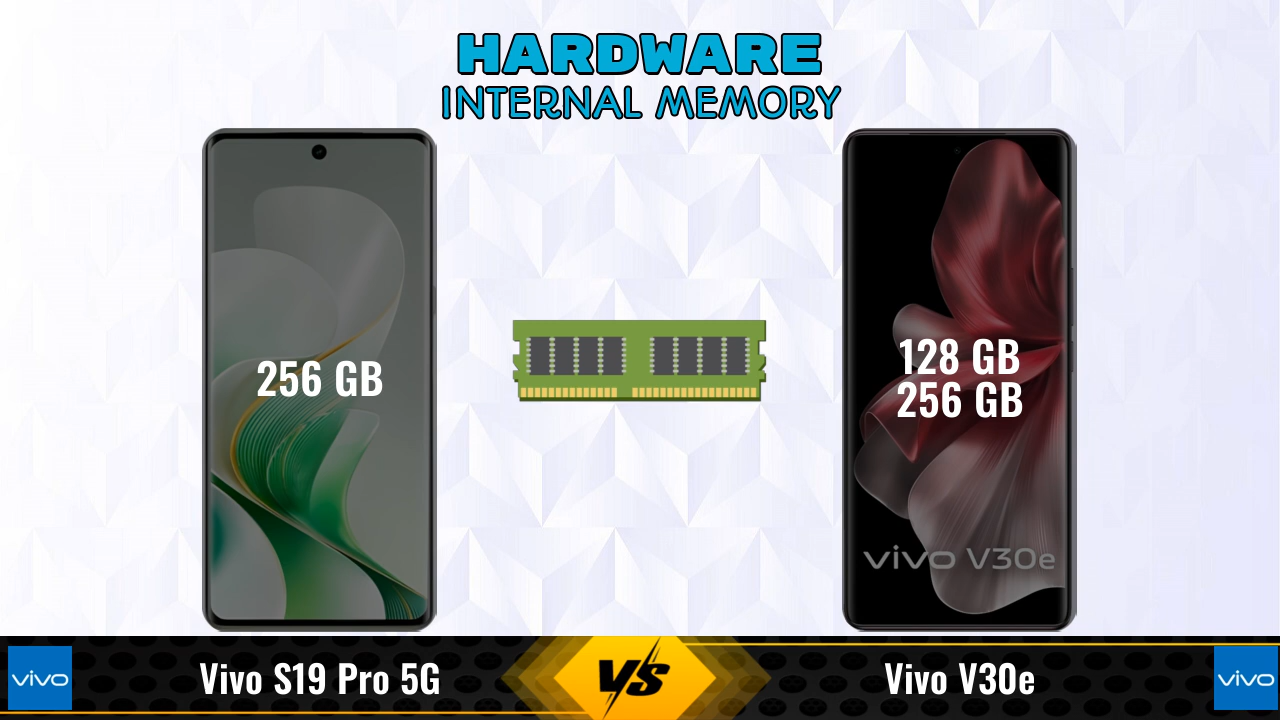 HARDWARE
INTERNAL MEMORY
256 GB
128 GB
256 GB
vivo V30e
vivo
Vivo S19 Pro 5G
VS
Vivo V30e
vivo